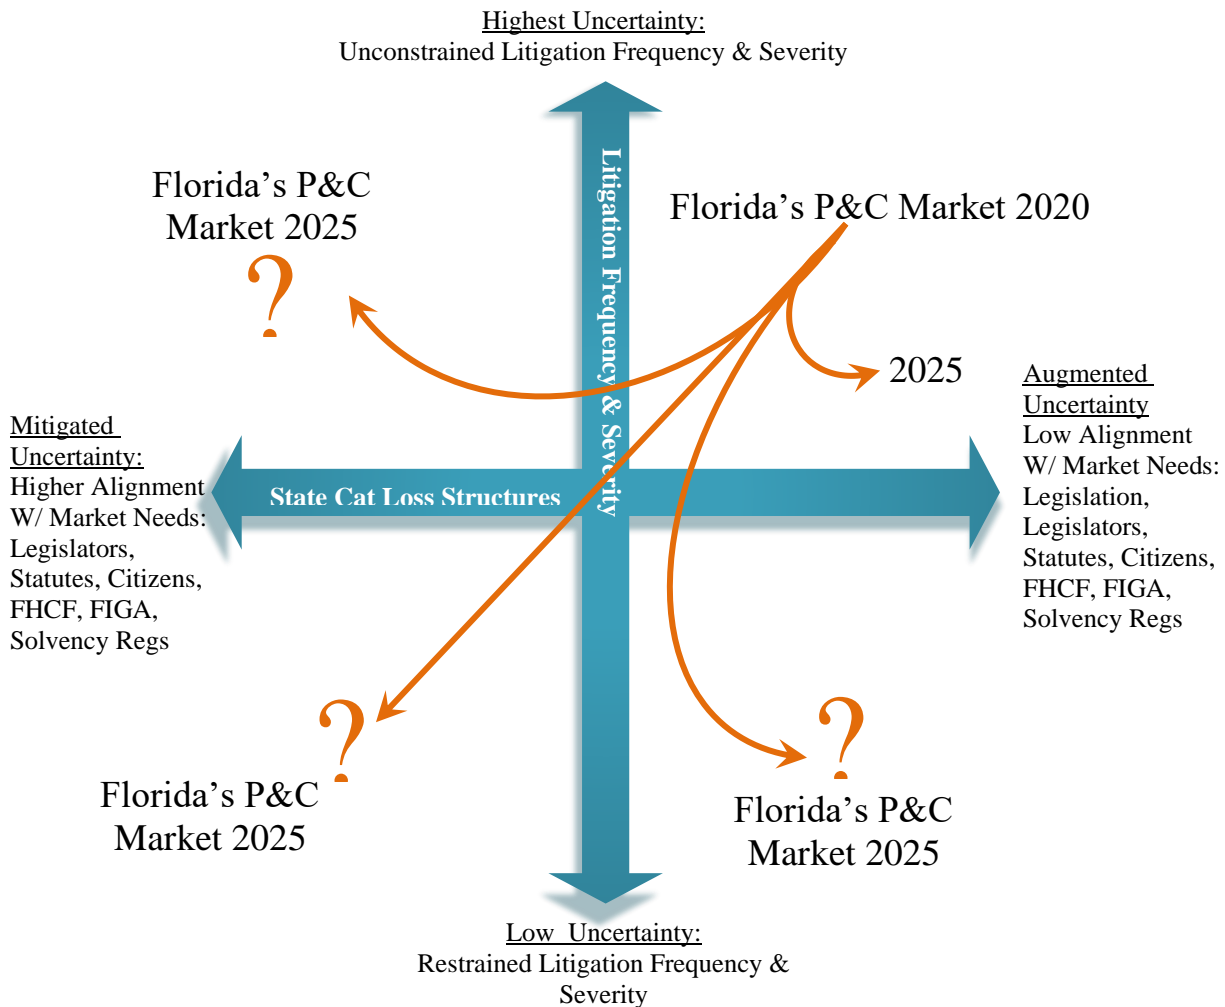 Highest Uncertainty:
Unconstrained Litigation Frequency & Severity
Litigation Frequency & Severity
Florida's P&C
Market 2025
?
Florida's P&C Market 2020
2025
Mitigated
Uncertainty:
Higher Alignment
W/ Market Needs:
Legislators,
Statutes, Citizens,
FHCF, FIGA,
Solvency Regs
State Cat Loss Structures
Augmented
Uncertainty
Low Alignment
W/ Market Needs:
Legislation,
Legislators,
Statutes, Citizens,
FHCF, FIGA,
Solvency Regs
?
Florida's P&C
Market 2025
?
Florida's P&C
Market 2025
Low Uncertainty:
Restrained Litigation Frequency &
Severity